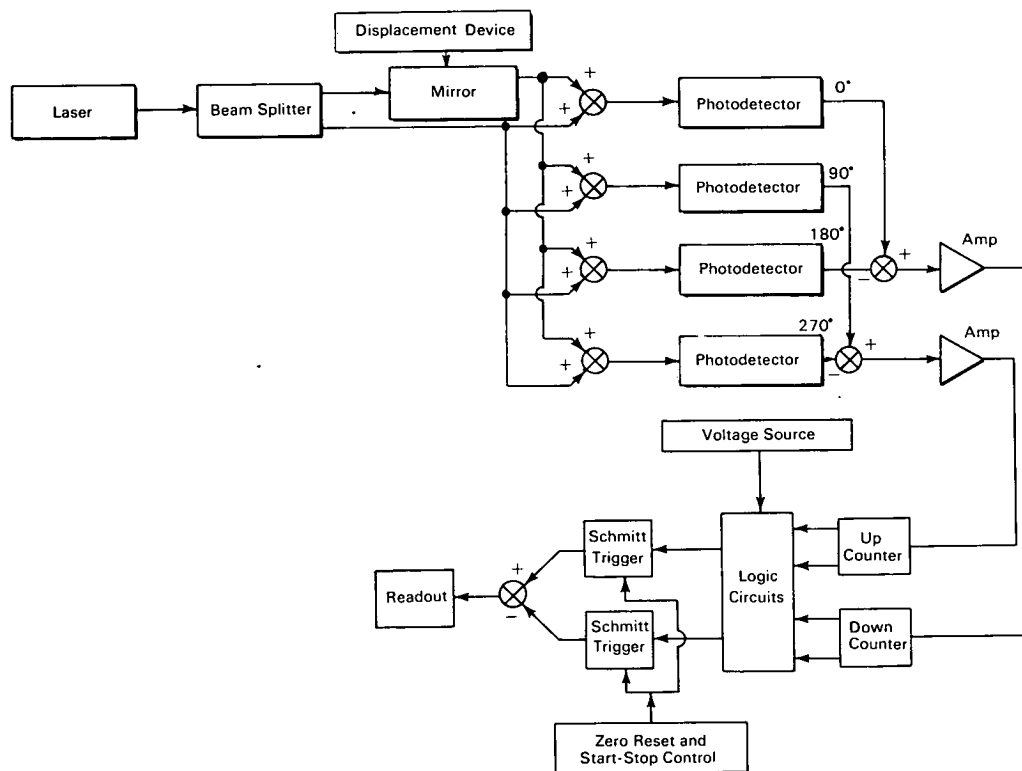 Displacement Device
Laser
Beam Splitter
Mirror
+
+
Photodetector
0°
+
+
Photodetector
90°
+
+
Photodetector
180°
−
+
Amp
+
+
Photodetector
270°
−
+
Amp
Voltage Source
Schmitt
Trigger
Logic
Circuits
Up
Counter
Readout
+
−
Schmitt
Trigger
Down
Counter
Zero Reset and
Start-Stop Control